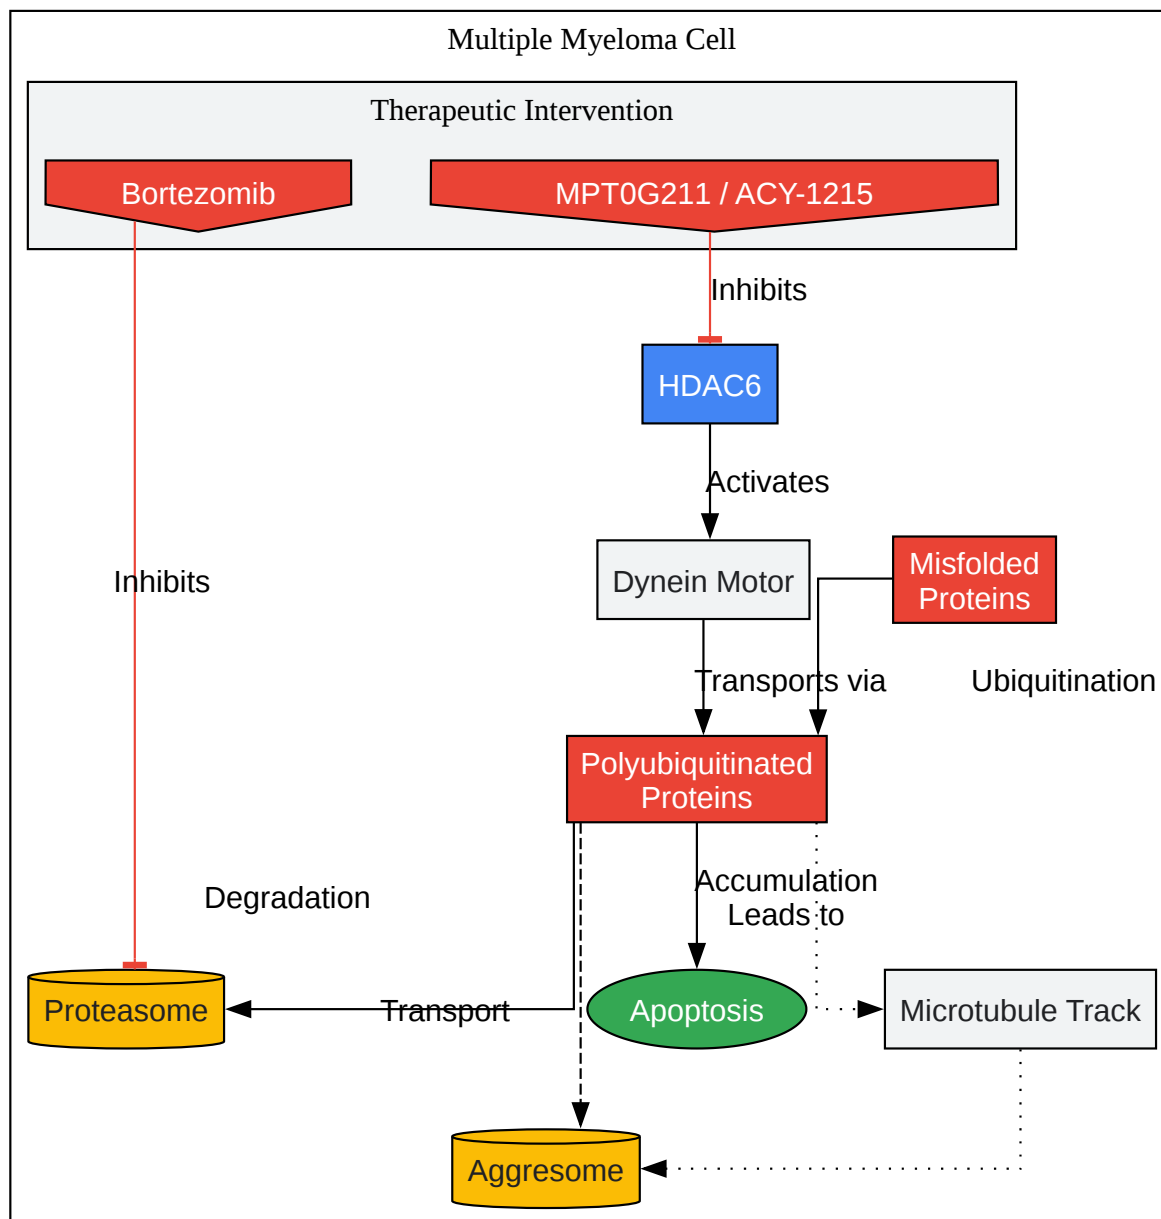 Multiple Myeloma Cell
Therapeutic Intervention
Bortezomib
MPT0G211 / ACY-1215
Inhibits
HDAC6
Activates
Inhibits
Dynein Motor
Misfolded
Proteins
Transports via
Ubiquitination
Polyubiquitinated
Proteins
Degradation
Accumulation
Leads to
Proteasome
Transport
Apoptosis
Microtubule Track
Aggresome